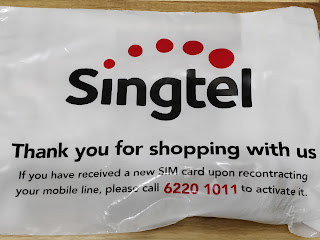 Singtel
Thank you for shopping with us
If you have received a new SIM card upon recontracting
your mobile line, please call 6220 1011 to activate it.